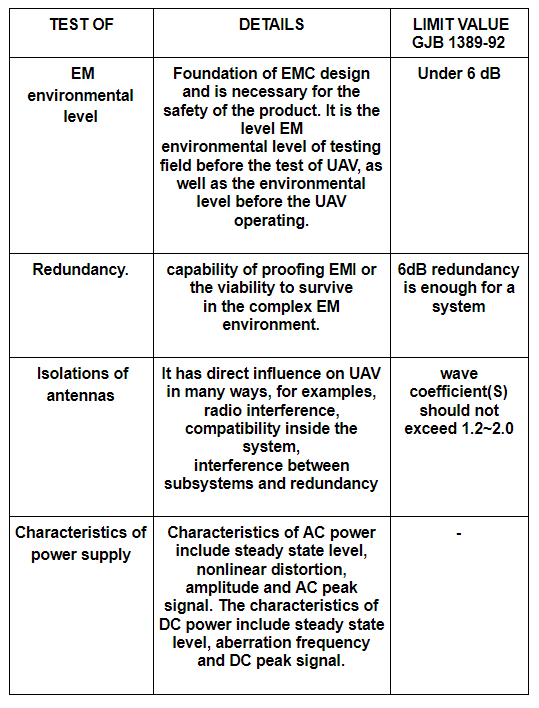 TEST OF
DETAILS
LIMIT VALUE
GJB 1389-92
EM
environmental
level
Foundation of EMC design
and is necessary for the
safety of the product. It is the
level EM
environmental level of testing
field before the test of UAV, as
well as the environmental
level before the UAV
operating.
Under 6 dB
Redundancy.
capability of proofing EMI or
the viability to survive
in the complex EM
environment.
6dB redundancy
is enough for a
system
Isolations of
antennas
It has direct influence on UAV
in many ways, for examples,
radio interference,
compatibility inside the
system,
interference between
subsystems and redundancy
wave
coefficient(S)
should not
exceed 1.2~2.0
Characteristics of
power supply
Characteristics of AC power
include steady state level,
nonlinear distortion,
amplitude and AC peak
signal. The characteristics of
DC power include steady state
level, aberration frequency
and DC peak signal.
-